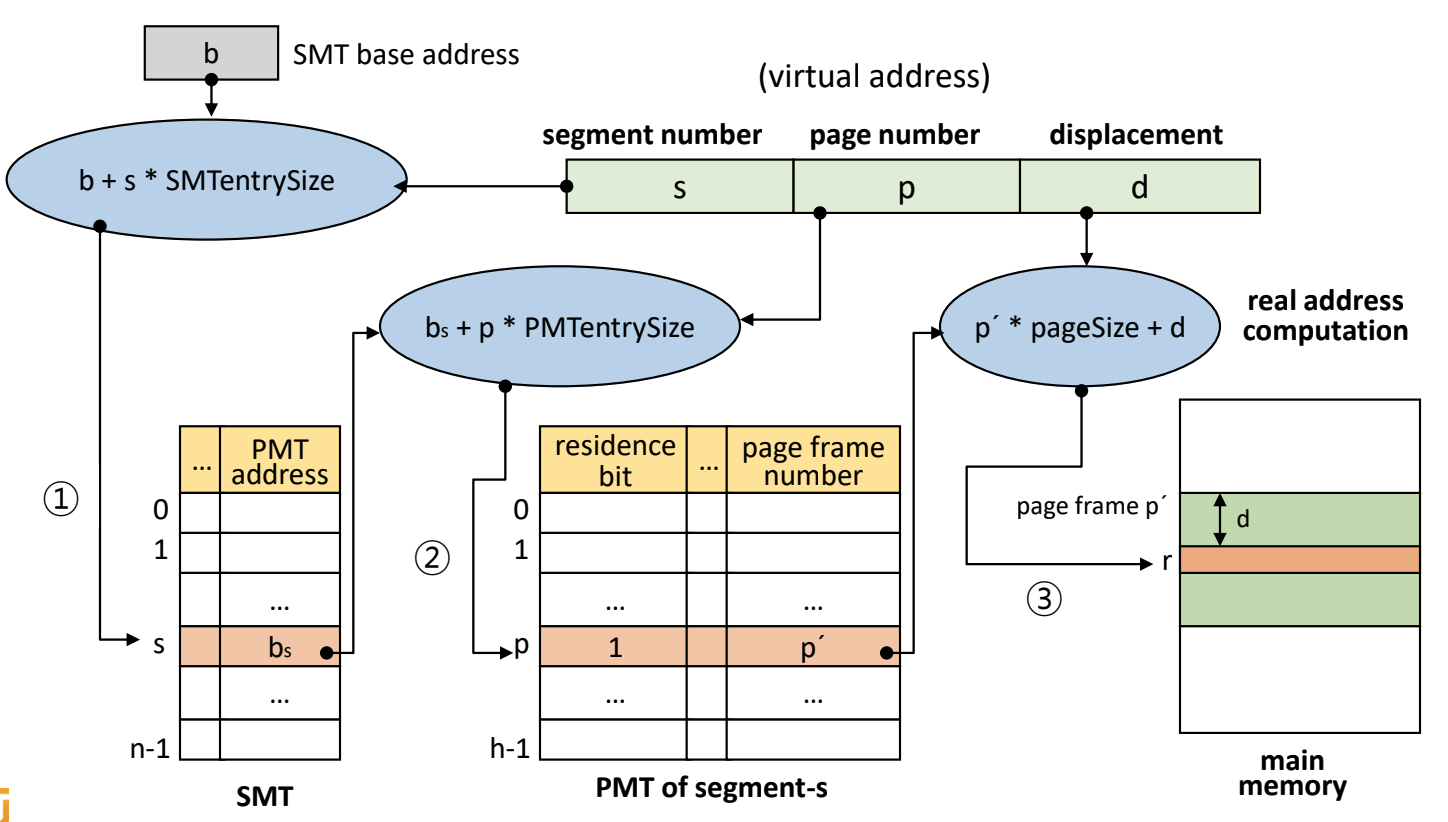 b
SMT base address
(virtual address)
segment number
page number
displacement
b + s * SMTentrySize
s
p
d
bs + p * PMTentrySize
p´ * pageSize + d
real address
computation
...
PMT
address
residence
bit
...
page frame
number
①
0
1
...
s
bs
...
n-1
SMT
②
0
1
...
...
p
1
p´
...
...
h-1
PMT of segment-s
page frame p´
d
r
③
main
memory